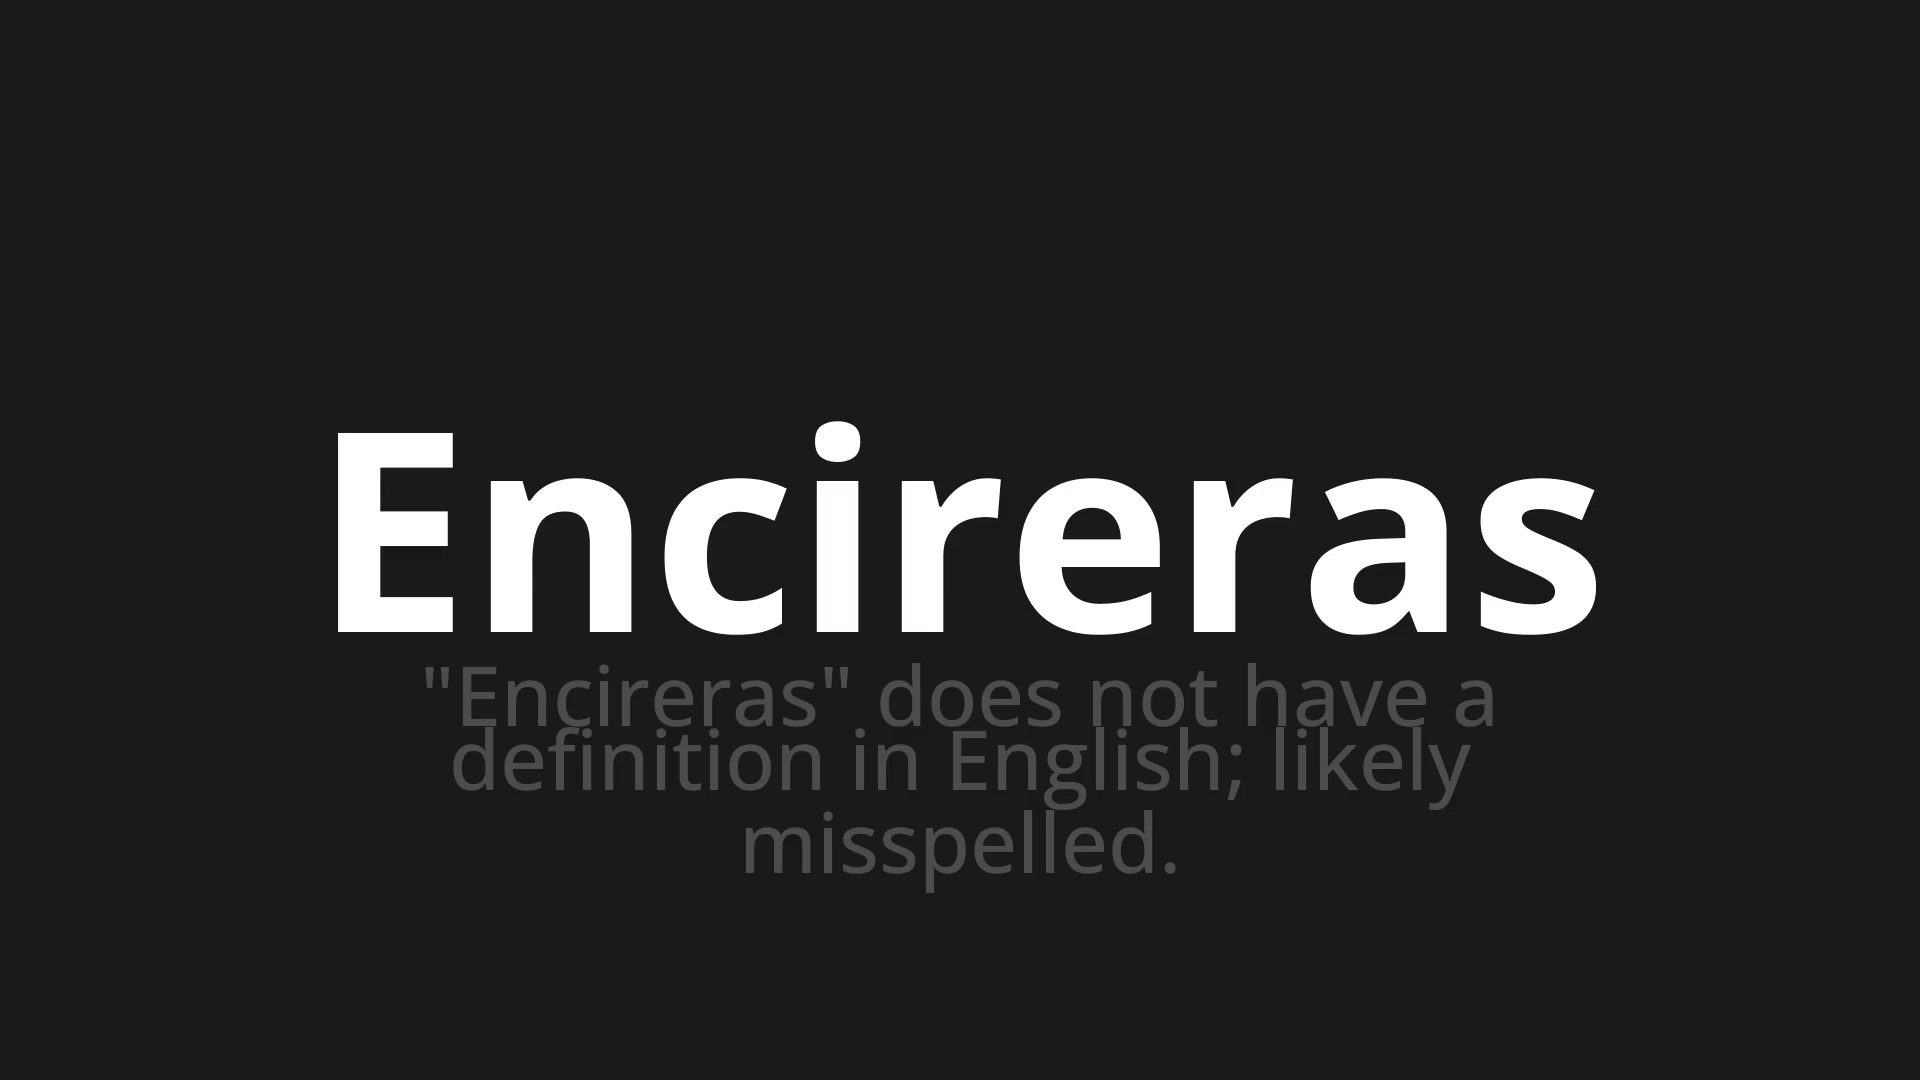 Encireras
"Encireras" does not have a
definition in English; likely
misspelled.